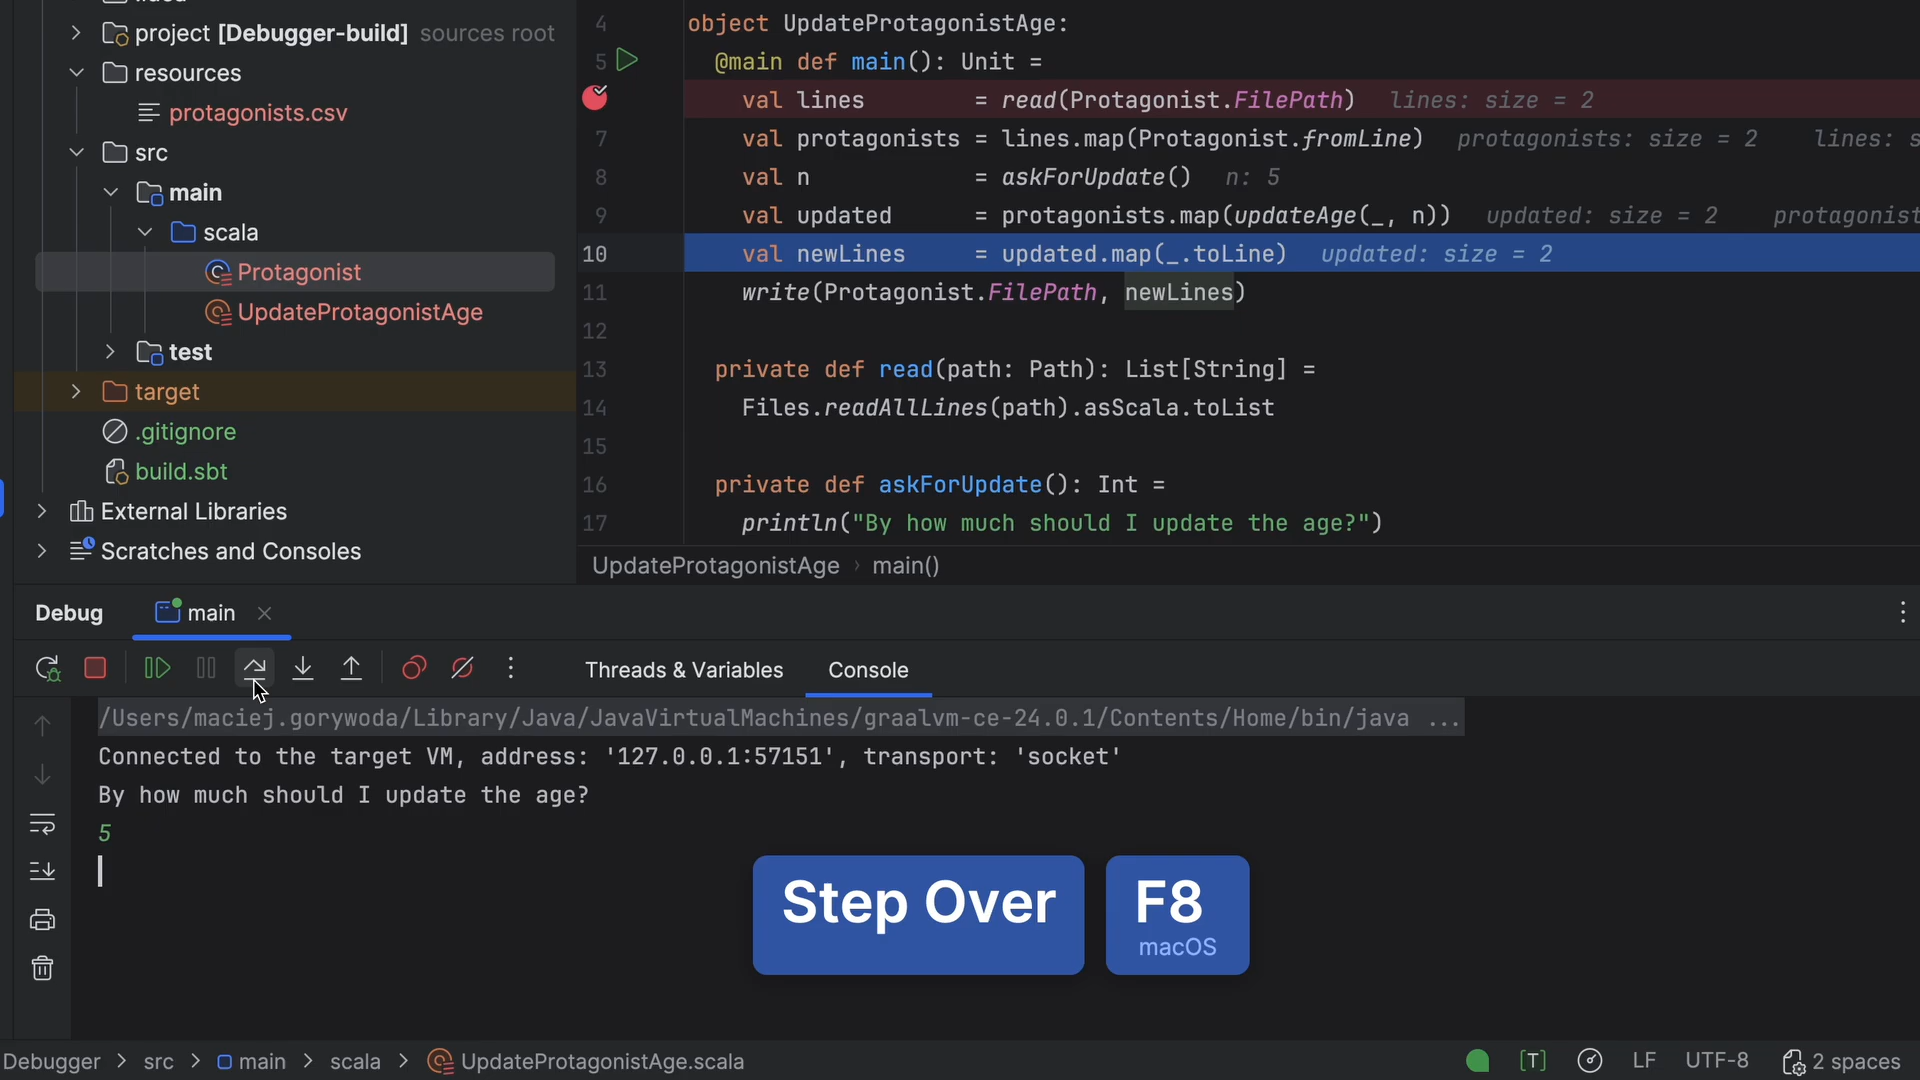 project [Debugger-build] sources root
resources
protagonists.csv
src
main
scala
Protagonist
UpdateProtagonistAge
test
target
.gitignore
build.sbt
External Libraries
Scratches and Consoles
4 object UpdateProtagonistAge:
5 @main def main(): Unit =
val lines = read(Protagonist.FilePath) lines: size = 2
7 val protagonists = lines.map(Protagonist.fromLine) protagonists: size = 2 lines: s
8 val n = askForUpdate() n: 5
9 val updated = protagonists.map(updateAge(_, n)) updated: size = 2 protagonist
10 val newLines = updated.map(_.toLine) updated: size = 2
11 write(Protagonist.FilePath, newLines)
12
13 private def read(path: Path): List[String] =
14 Files.readAllLines(path).asScala.toList
15
16 private def askForUpdate(): Int =
17 println("By how much should I update the age?")
UpdateProtagonistAge › main()
Debug main
Threads & Variables Console
/Users/maciej.gorywoda/Library/Java/JavaVirtualMachines/graalvm-ce-24.0.1/Contents/Home/bin/java ...
Connected to the target VM, address: '127.0.0.1:57151', transport: 'socket'
By how much should I update the age?
5
Step Over F8
macOS
Debugger > src > main > scala > UpdateProtagonistAge.scala [T] LF UTF-8 2 spaces